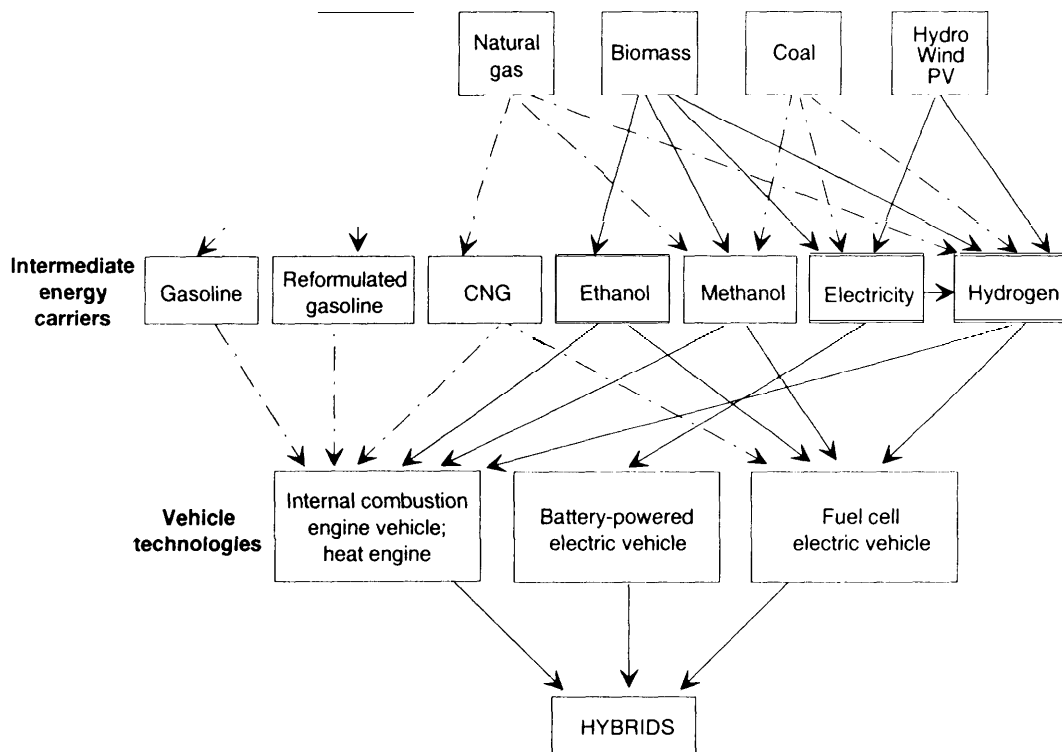 Natural
gas
Biomass
Coal
Hydro
Wind
PV
Intermediate
energy
carriers
Gasoline
Reformulated
gasoline
CNG
Ethanol
Methanol
Electricity
Hydrogen
Vehicle
technologies
Internal combustion
engine vehicle;
heat engine
Battery-powered
electric vehicle
Fuel cell
electric vehicle
HYBRIDS